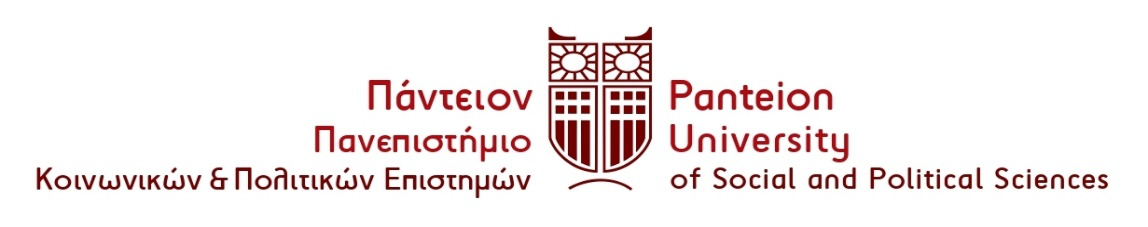 Πάντειον
Πανεπιστήμιο
Κοινωνικών & Πολιτικών Επιστημών
Panteion
University
of Social and Political Sciences